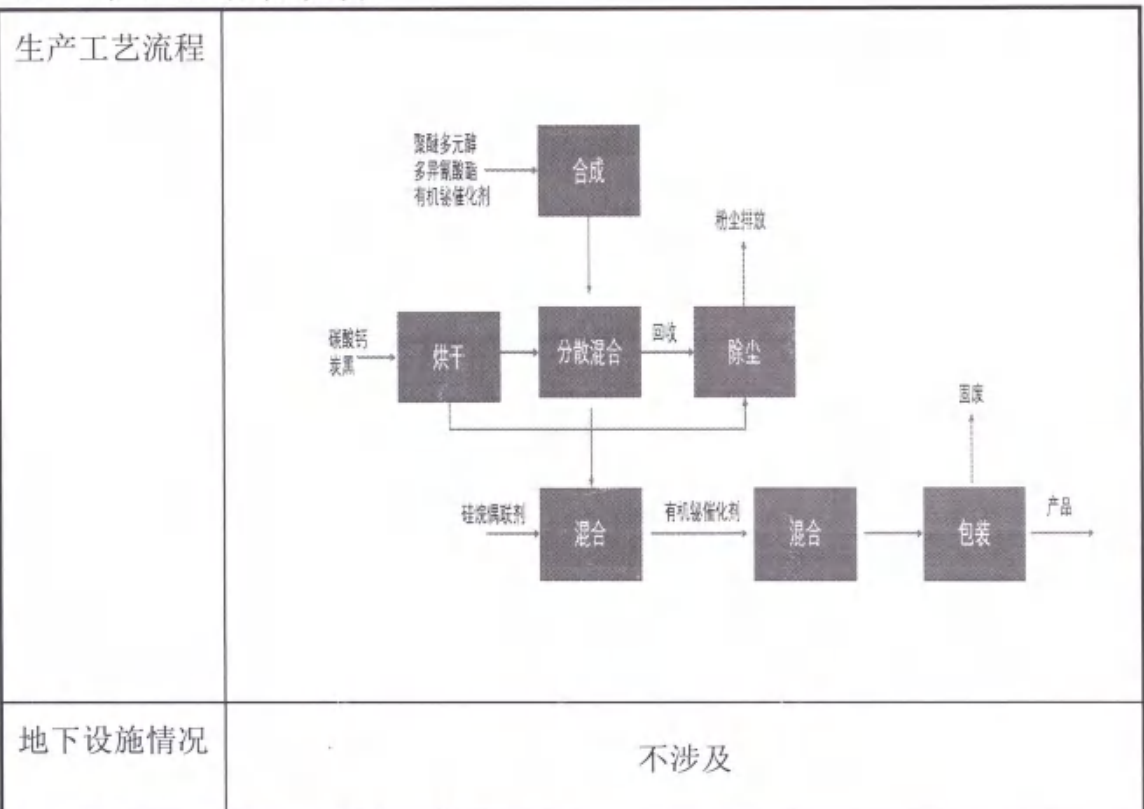 生产工艺流程
聚醚多元醇
多异氰酸酯
有机铋催化剂
合成
粉尘排放
碳酸钙
炭黑
烘干
分散混合
回收
除尘
固废
硅烷偶联剂
混合
有机铋催化剂
混合
包装
产品
地下设施情况
不涉及